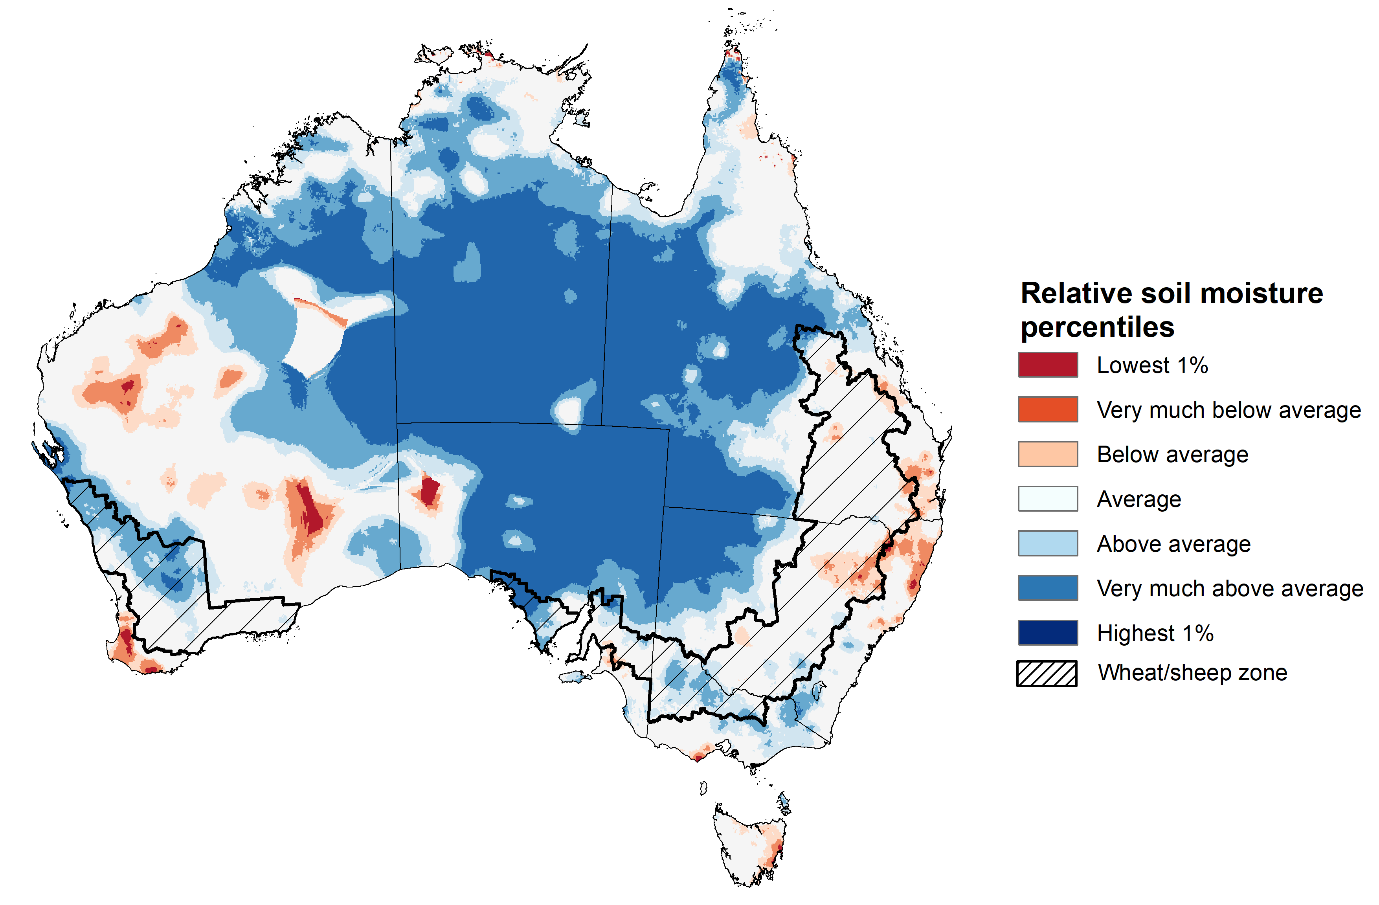 Relative soil moisture
percentiles
Lowest 1%
Very much below average
Below average
Average
Above average
Very much above average
Highest 1%
Wheat/sheep zone